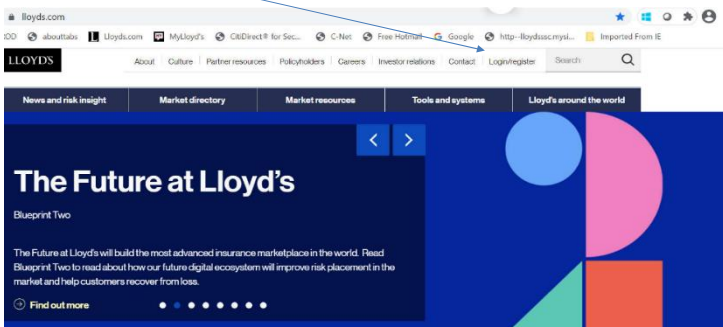 lloyds.com
abouttabs Lloyds.com MyLloyd's CitiDirect® for Sec... C-Net Free Hotmail Google http--lloydsssc.mysi... Imported From IE
LLOYD'S About Culture Partner resources Policyholders Careers Investor relations Contact Login/register Search
News and risk insight Market directory Market resources Tools and systems Lloyd's around the world
The Future at Lloyd's
Blueprint Two
The Future at Lloyd's will build the most advanced insurance marketplace in the world. Read
Blueprint Two to read about how our future digital ecosystem will improve risk placement in the
market and help customers recover from loss.
Find out more